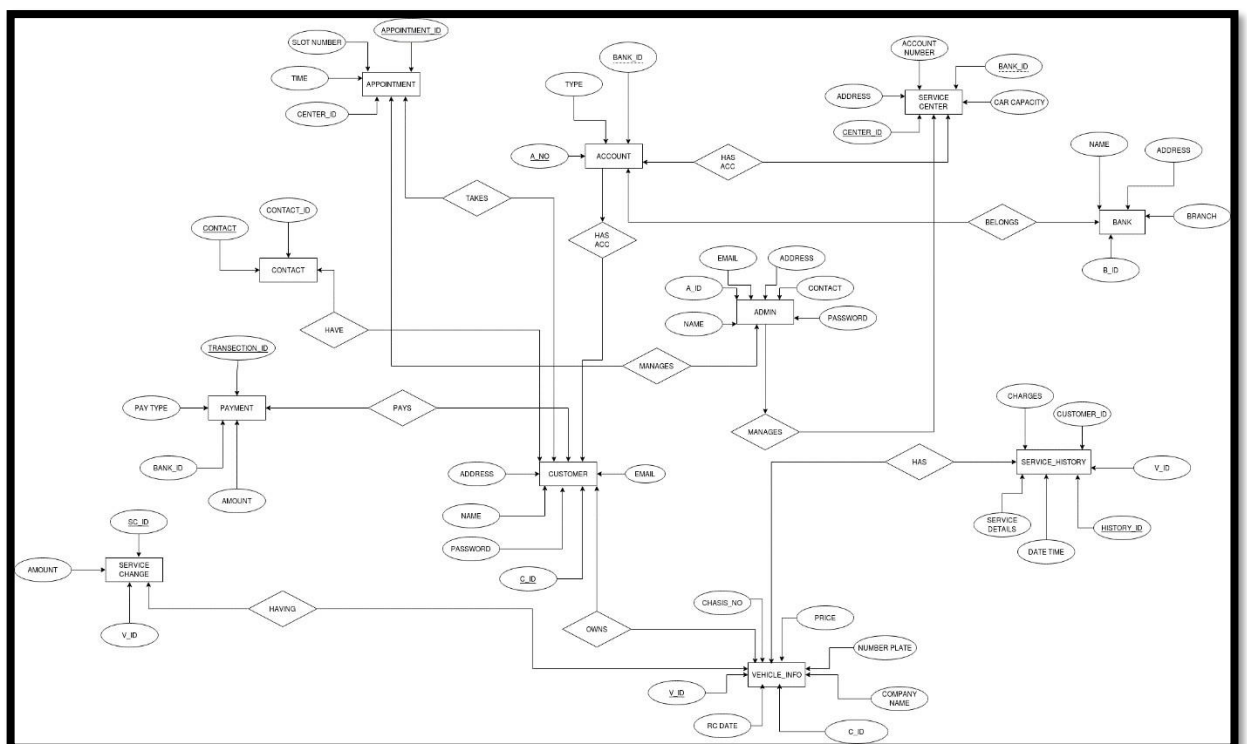 APPOINTMENT_ID
SLOT NUMBER
TIME
APPOINTMENT
CENTER_ID
BANK_ID
TYPE
A_NO
ACCOUNT
HAS
ACC
ACCOUNT
NUMBER
BANK_ID
ADDRESS
SERVICE
CENTER
CAR CAPACITY
CENTER_ID
NAME
ADDRESS
BRANCH
BANK
B_ID
BELONGS
TAKES
HAS
ACC
CONTACT_ID
CONTACT
CONTACT
HAVE
EMAIL
ADDRESS
A_ID
CONTACT
ADMIN
NAME
PASSWORD
MANAGES
MANAGES
TRANSECTION_ID
PAY TYPE
PAYMENT
PAYS
BANK_ID
AMOUNT
CHARGES
CUSTOMER_ID
HAS
SERVICE_HISTORY
V_ID
SERVICE
DETAILS
HISTORY_ID
DATE TIME
ADDRESS
CUSTOMER
EMAIL
NAME
PASSWORD
C_ID
SC_ID
AMOUNT
SERVICE
CHANGE
V_ID
HAVING
OWNS
CHASIS_NO
PRICE
NUMBER PLATE
VEHICLE_INFO
V_ID
COMPANY
NAME
RC DATE
C_ID